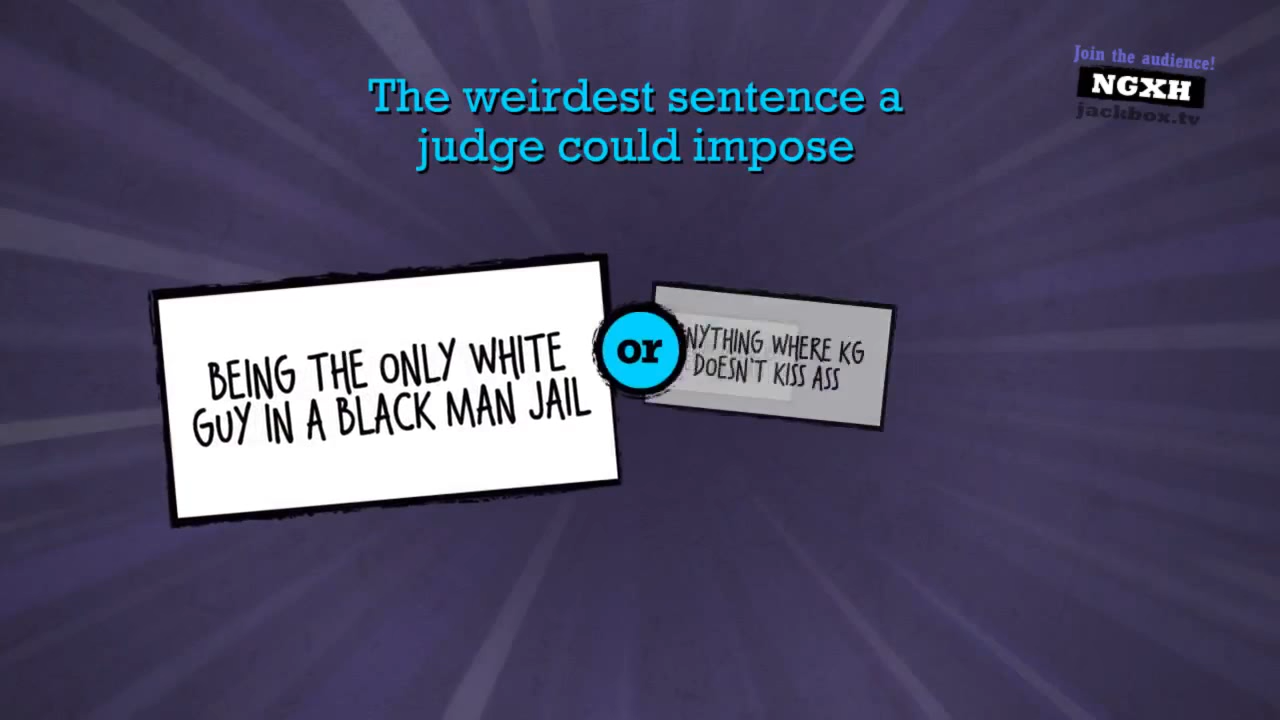 Join the audience!
NGXH
jackbox.tv
The weirdest sentence a
judge could impose
BEING THE ONLY WHITE
GUY IN A BLACK MAN JAIL
or
NYTHING WHERE KG
DOESN'T KISS ASS